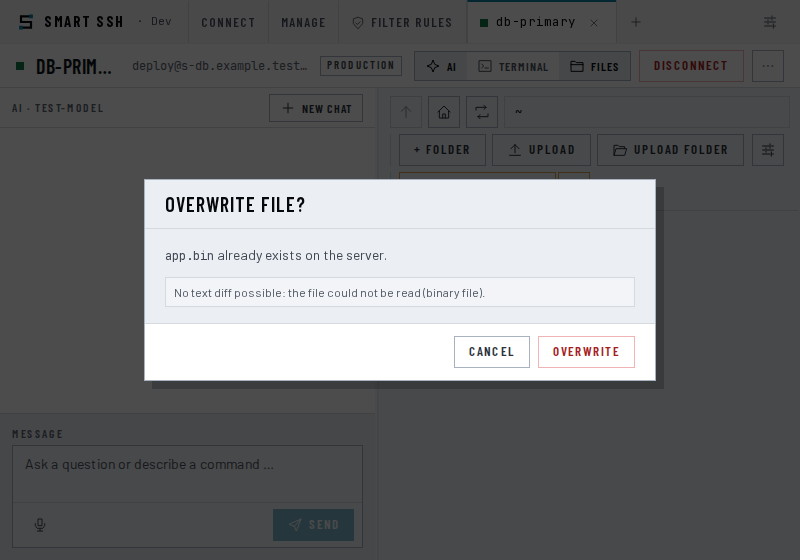 SMART SSH · Dev CONNECT MANAGE FILTER RULES db-primary
DB-PRIM… deploy@s-db.example.test… PRODUCTION AI TERMINAL FILES DISCONNECT
AI · TEST-MODEL NEW CHAT
~
+ FOLDER UPLOAD UPLOAD FOLDER
OVERWRITE FILE?
app.bin already exists on the server.
No text diff possible: the file could not be read (binary file).
CANCEL OVERWRITE
MESSAGE
Ask a question or describe a command ...
SEND